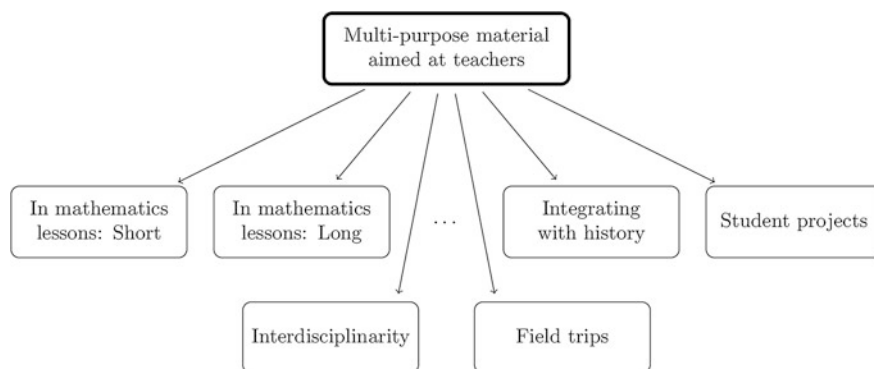 Multi-purpose material
aimed at teachers
In mathematics
lessons: Short
In mathematics
lessons: Long
...
Integrating
with history
Student projects
Interdisciplinarity
Field trips